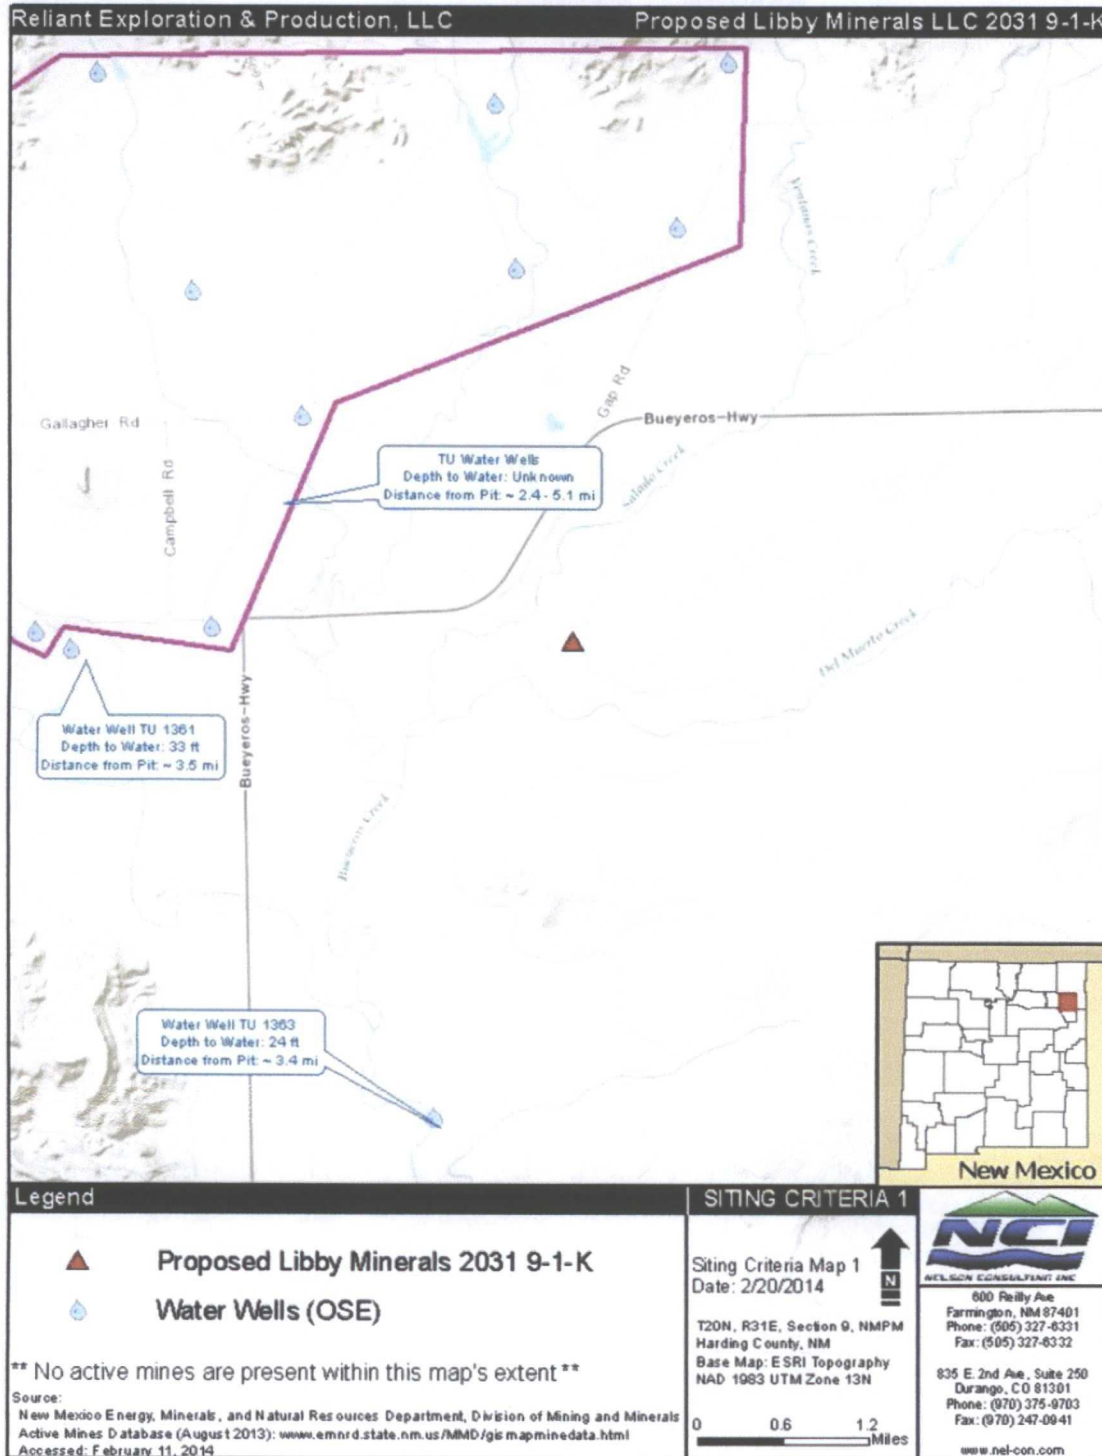 Reliant Exploration & Production, LLC
Proposed Libby Minerals LLC 2031 9-1-K
Ventanas Creek
Gallagher Rd
Campbell Rd
Gap Rd
Bueyeros-Hwy
TU Water Wells
Depth to Water: Unknown
Distance from Pit: ~ 2.4 - 5.1 mi
Salado Creek
Del Muerto Creek
Water Well TU 1361
Depth to Water: 33 ft
Distance from Pit: ~ 3.5 mi
Bueyeros-Hwy
Bueyeros Creek
Water Well TU 1363
Depth to Water: 24 ft
Distance from Pit: ~ 3.4 mi
New Mexico
Legend
Proposed Libby Minerals 2031 9-1-K
Water Wells (OSE)
** No active mines are present within this map's extent **
Source:
New Mexico Energy, Minerals, and Natural Resources Department, Division of Mining and Minerals
Active Mines Database (August 2013): www.emnrd.state.nm.us/MMD/gismapminedata.html
Accessed: February 11, 2014
SITING CRITERIA 1
Siting Criteria Map 1
Date: 2/20/2014
N
T20N, R31E, Section 9, NMPM
Harding County, NM
Base Map: ESRI Topography
NAD 1983 UTM Zone 13N
0 0.6 1.2
Miles
NCI
NELSON CONSULTING INC
600 Reilly Ave
Farmington, NM 87401
Phone: (505) 327-6331
Fax: (505) 327-6332
835 E. 2nd Ave, Suite 250
Durango, CO 81301
Phone: (970) 375-9703
Fax: (970) 247-0941
www.nel-con.com